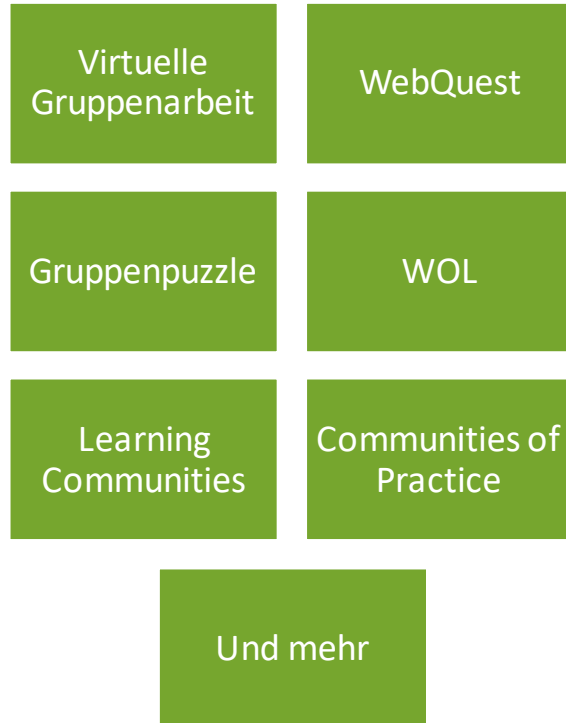 Virtuelle
Gruppenarbeit
WebQuest
Gruppenpuzzle
WOL
Learning
Communities
Communities of
Practice
Und mehr